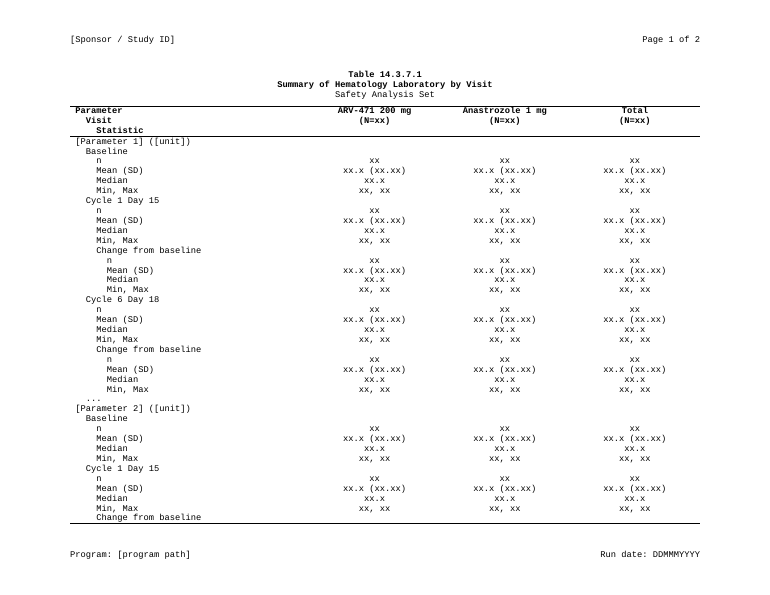 [Sponsor / Study ID] Page 1 of 2
Table 14.3.7.1
Summary of Hematology Laboratory by Visit
Safety Analysis Set
Parameter ARV-471 200 mg Anastrozole 1 mg Total
Visit (N=xx) (N=xx) (N=xx)
Statistic
[Parameter 1] ([unit])
Baseline
n xx xx xx
Mean (SD) xx.x (xx.xx) xx.x (xx.xx) xx.x (xx.xx)
Median xx.x xx.x xx.x
Min, Max xx, xx xx, xx xx, xx
Cycle 1 Day 15
n xx xx xx
Mean (SD) xx.x (xx.xx) xx.x (xx.xx) xx.x (xx.xx)
Median xx.x xx.x xx.x
Min, Max xx, xx xx, xx xx, xx
Change from baseline
n xx xx xx
Mean (SD) xx.x (xx.xx) xx.x (xx.xx) xx.x (xx.xx)
Median xx.x xx.x xx.x
Min, Max xx, xx xx, xx xx, xx
Cycle 6 Day 18
n xx xx xx
Mean (SD) xx.x (xx.xx) xx.x (xx.xx) xx.x (xx.xx)
Median xx.x xx.x xx.x
Min, Max xx, xx xx, xx xx, xx
Change from baseline
n xx xx xx
Mean (SD) xx.x (xx.xx) xx.x (xx.xx) xx.x (xx.xx)
Median xx.x xx.x xx.x
Min, Max xx, xx xx, xx xx, xx
...
[Parameter 2] ([unit])
Baseline
n xx xx xx
Mean (SD) xx.x (xx.xx) xx.x (xx.xx) xx.x (xx.xx)
Median xx.x xx.x xx.x
Min, Max xx, xx xx, xx xx, xx
Cycle 1 Day 15
n xx xx xx
Mean (SD) xx.x (xx.xx) xx.x (xx.xx) xx.x (xx.xx)
Median xx.x xx.x xx.x
Min, Max xx, xx xx, xx xx, xx
Change from baseline
Program: [program path] Run date: DDMMMYYYY